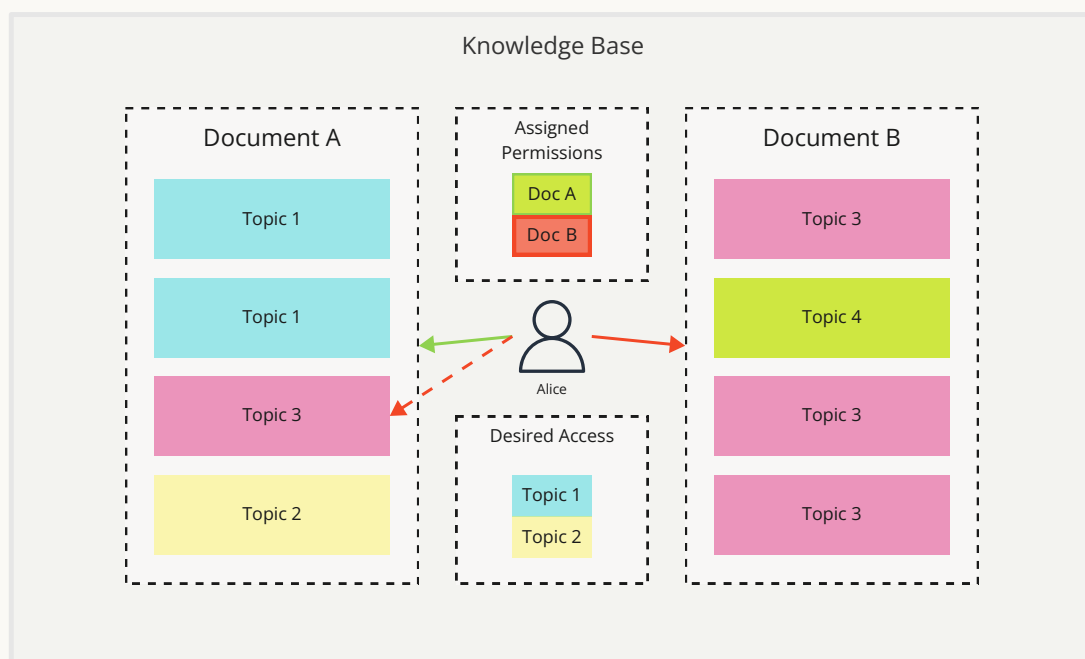 Knowledge Base
Document A
Topic 1
Topic 1
Topic 3
Topic 2
Assigned
Permissions
Doc A
Doc B
Alice
Desired Access
Topic 1
Topic 2
Document B
Topic 3
Topic 4
Topic 3
Topic 3